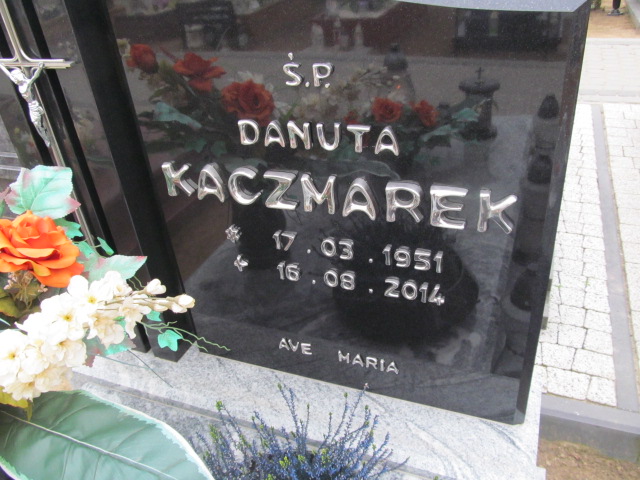 Ś.P.
DANUTA
KACZMAREK
17.03.1951
16.08.2014
AVE MARIA